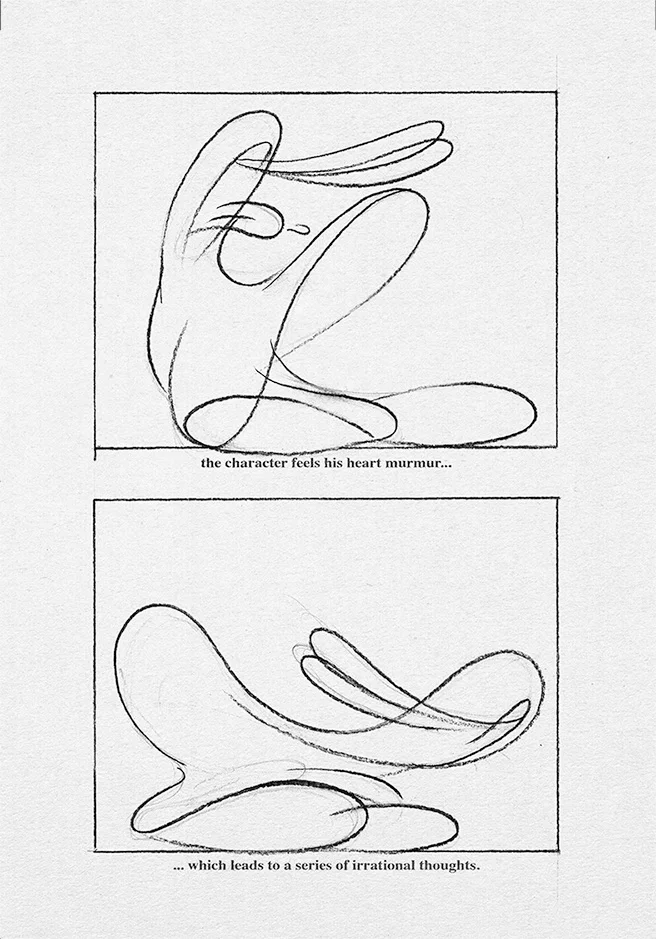 the character feels his heart murmur...
... which leads to a series of irrational thoughts.